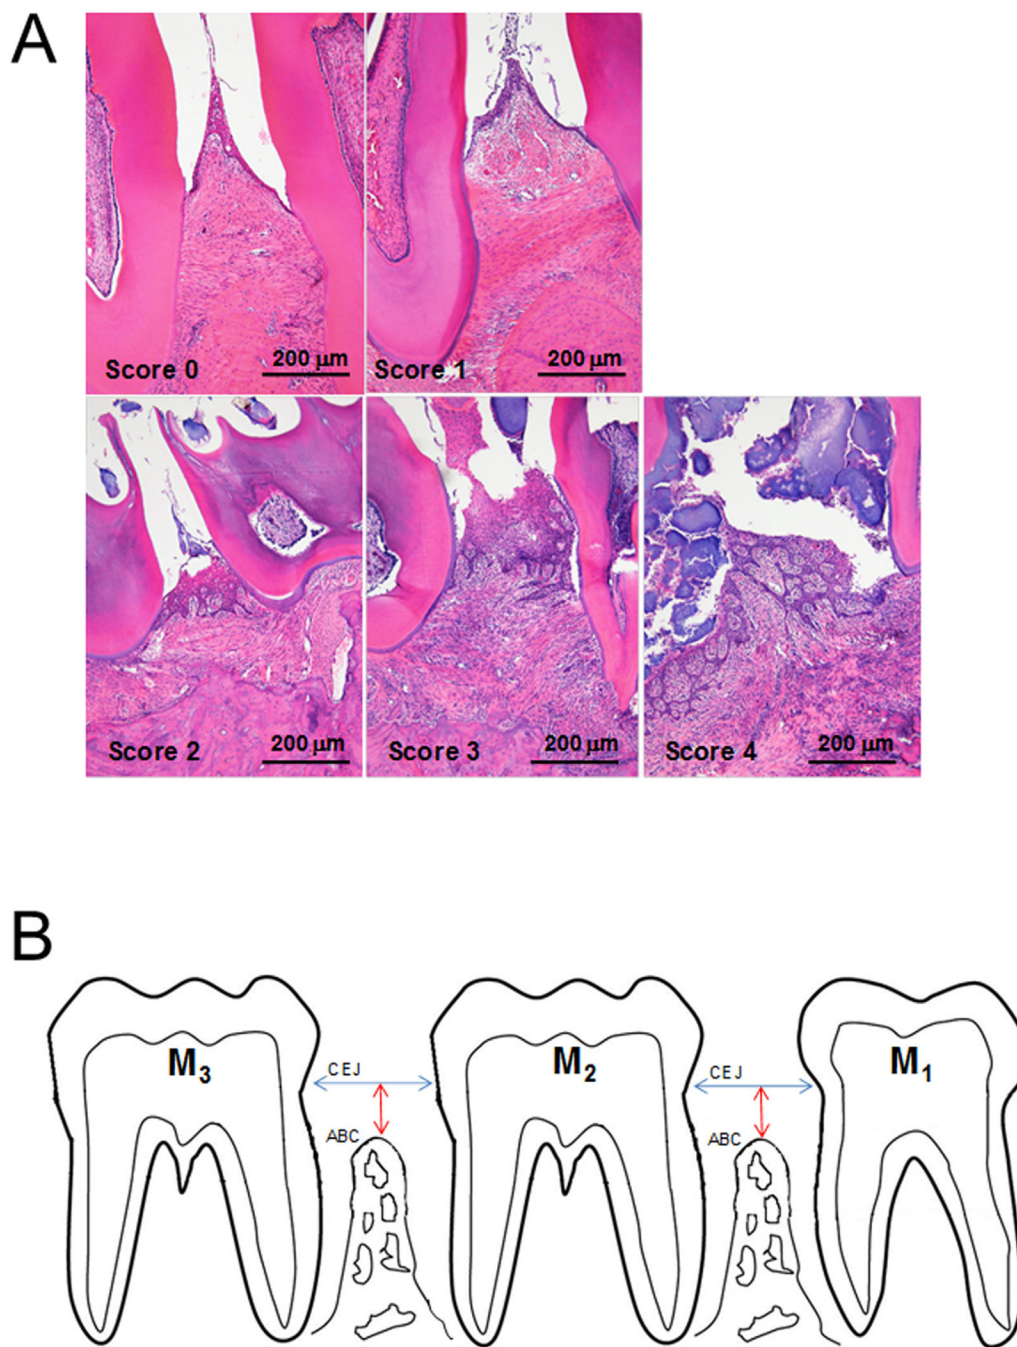 A
Score 0 200 μm
Score 1 200 μm
Score 2 200 μm
Score 3 200 μm
Score 4 200 μm
B
M₃ CEJ M₂ CEJ M₁
ABC ABC